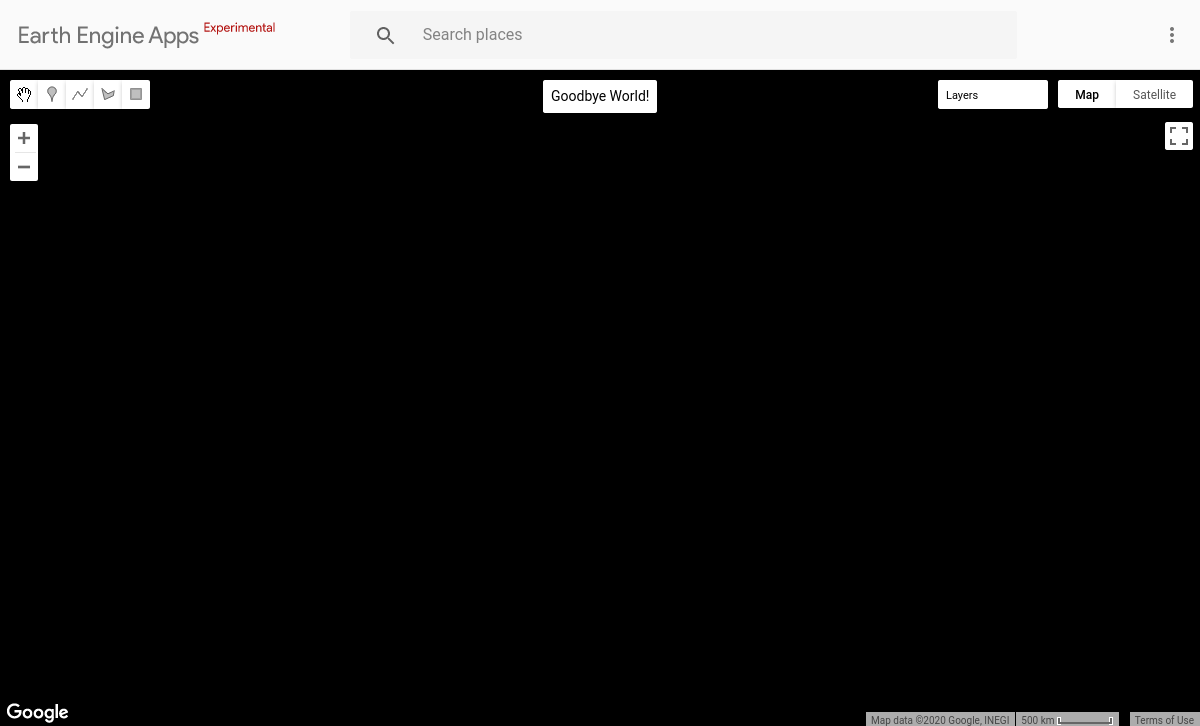 Earth Engine Apps Experimental
Search places
Goodbye World!
Layers
Map
Satellite
Google
Map data ©2020 Google, INEGI
500 km
Terms of Use